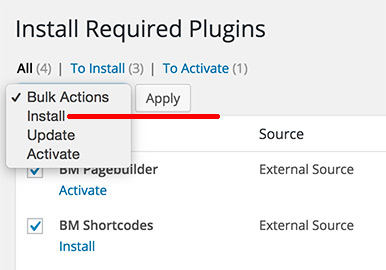 Install Required Plugins
All (4) | To Install (3) | To Activate (1)
✓ Bulk Actions
Apply
Install
Update
Activate
Source
BM Pagebuilder
External Source
Activate
BM Shortcodes
External Source
Install